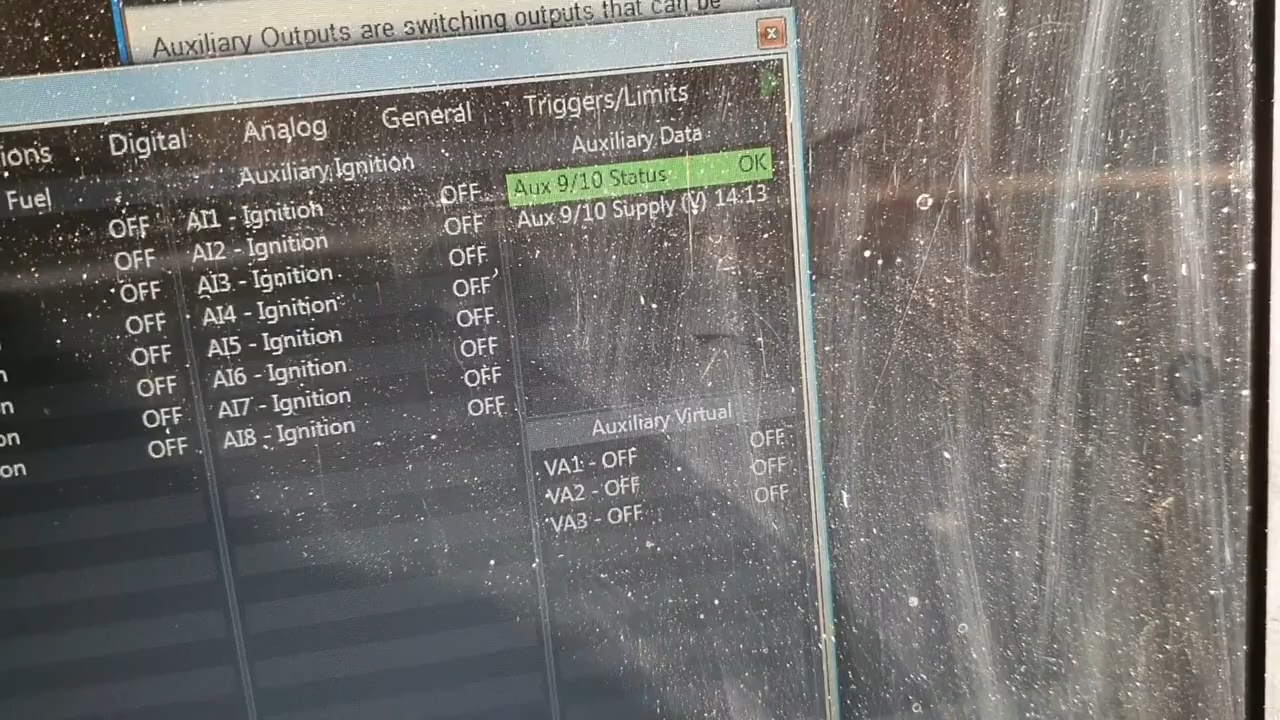 Auxiliary Outputs are switching outputs that can be
ions Digital Analog General Triggers/Limits
Fuel
OFF
OFF
OFF
OFF
OFF
OFF
OFF
OFF
n
n
on
on
Auxiliary Ignition
AI1 - Ignition OFF
AI2 - Ignition OFF
AI3 - Ignition OFF
AI4 - Ignition OFF
AI5 - Ignition OFF
AI6 - Ignition OFF
AI7 - Ignition OFF
AI8 - Ignition OFF
Auxiliary Data
Aux 9/10 Status OK
Aux 9/10 Supply (V) 14.13
Auxiliary Virtual
VA1 - OFF OFF
VA2 - OFF OFF
VA3 - OFF OFF